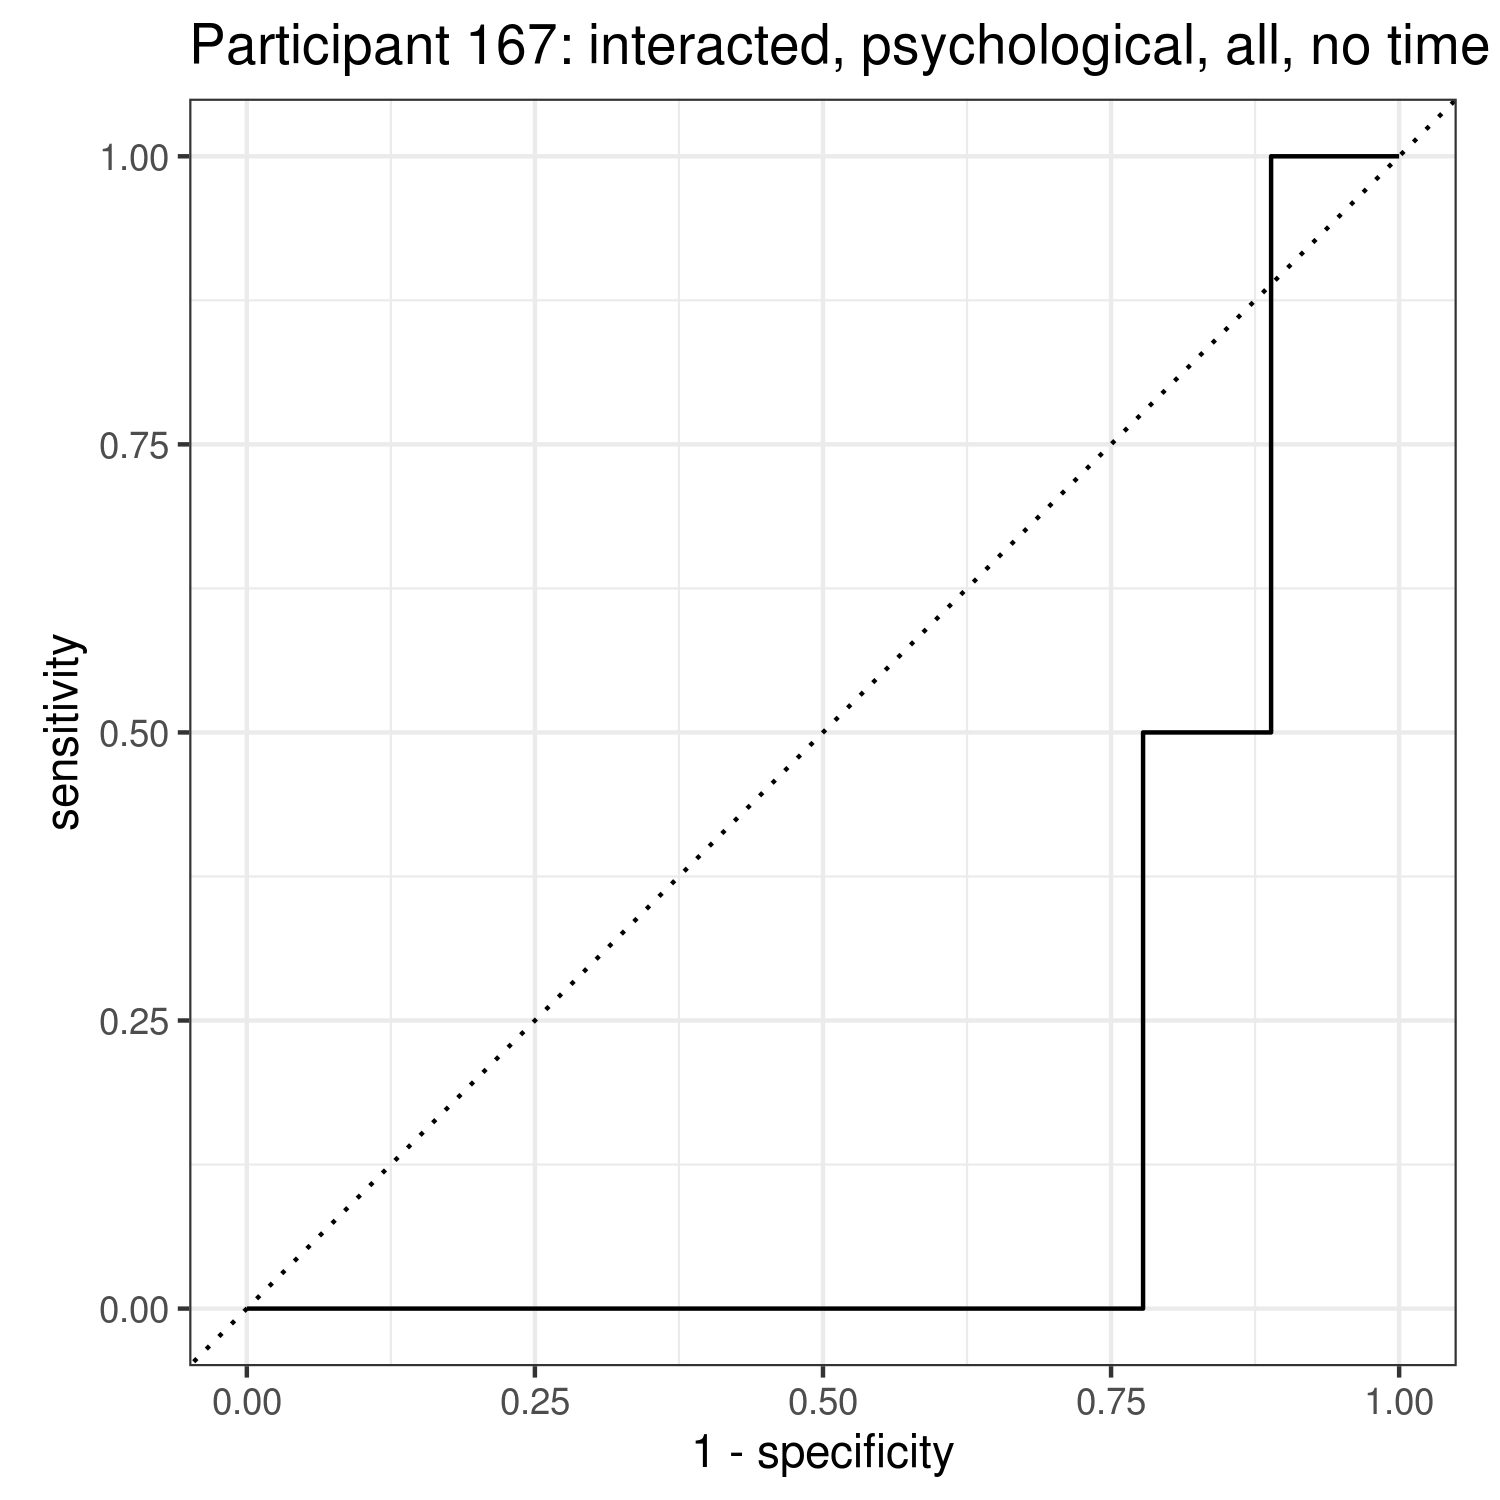 Participant 167: interacted, psychological, all, no time
1.00
0.75
0.50
0.25
0.00
sensitivity
0.00 0.25 0.50 0.75 1.00
1 - specificity